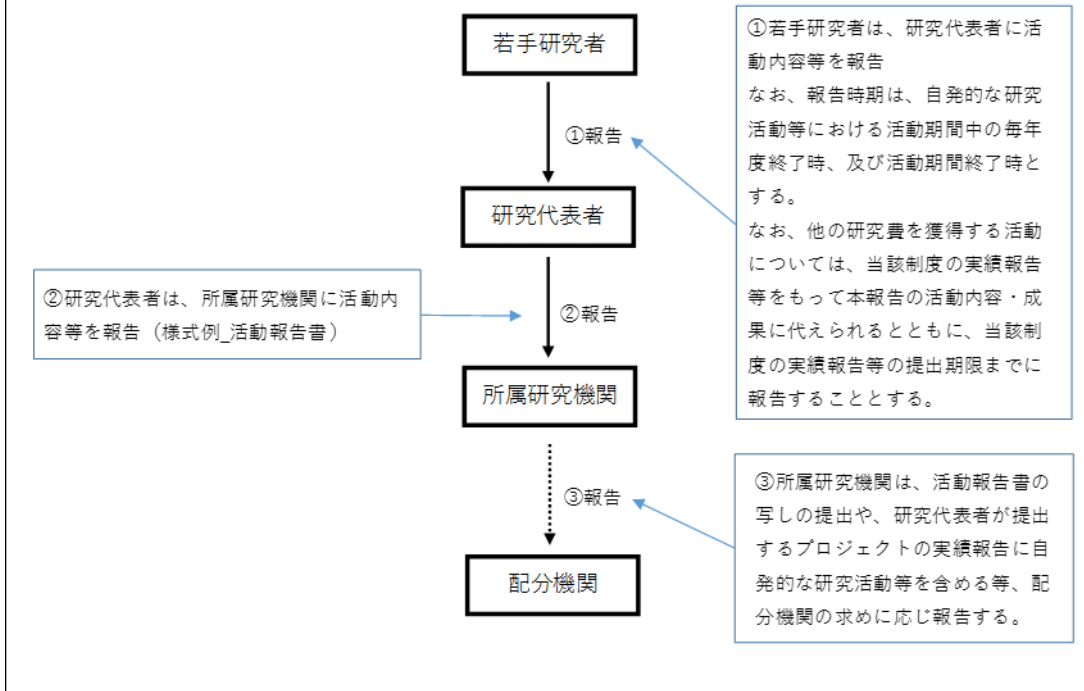 若手研究者
①報告
①若手研究者は、研究代表者に活
動内容等を報告
なお、報告時期は、自発的な研究
活動等における活動期間中の毎年
度終了時、及び活動期間終了時と
する。
なお、他の研究費を獲得する活動
については、当該制度の実績報告
等をもって本報告の活動内容・成
果に代えられるとともに、当該制
度の実績報告等の提出期限までに
報告することとする。
研究代表者
②研究代表者は、所属研究機関に活動内
容等を報告（様式例_活動報告書）
②報告
所属研究機関
③報告
③所属研究機関は、活動報告書の
写しの提出や、研究代表者が提出
するプロジェクトの実績報告に自
発的な研究活動等を含める等、配
分機関の求めに応じ報告する。
配分機関